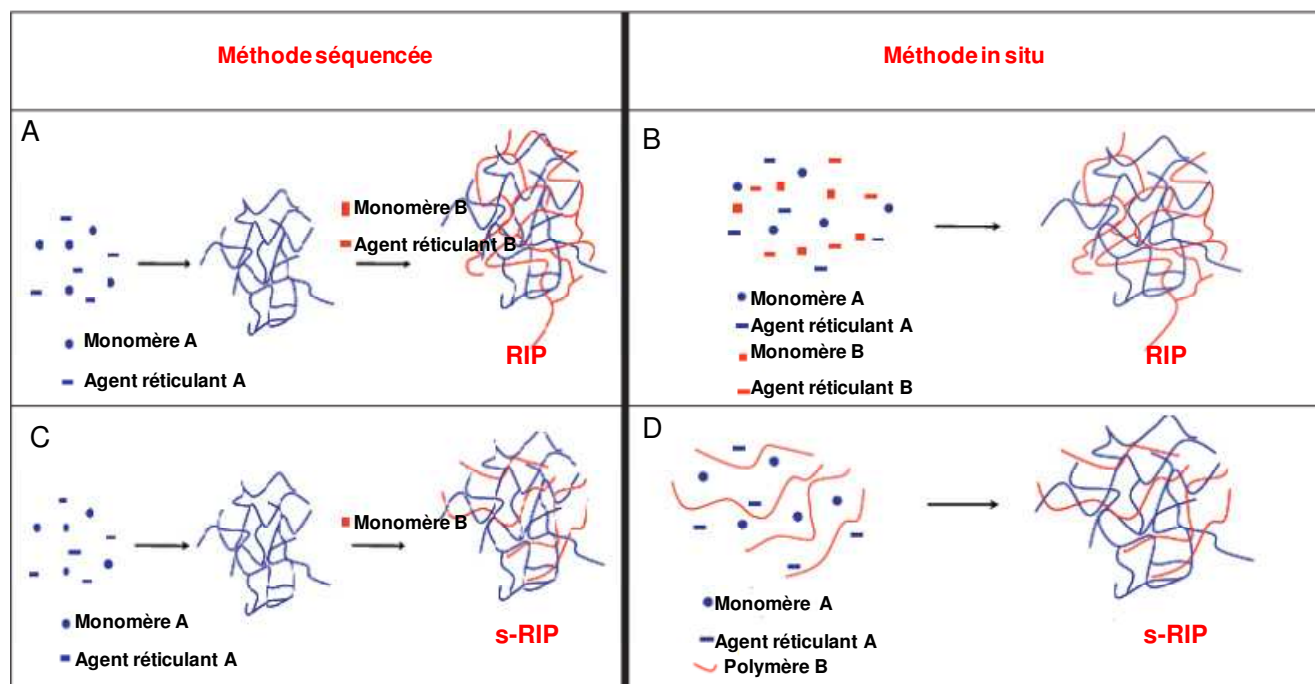 Méthode séquencée
Méthode in situ
A
Monomère A
Agent réticulant A
Monomère B
Agent réticulant B
RIP
B
Monomère A
Agent réticulant A
Monomère B
Agent réticulant B
RIP
C
Monomère A
Agent réticulant A
Monomère B
s-RIP
D
Monomère A
Agent réticulant A
Polymère B
s-RIP